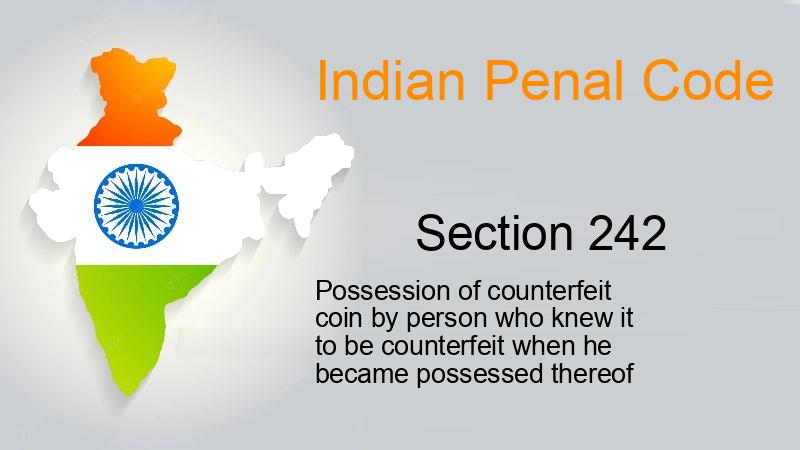 Indian Penal Code
Section 242
Possession of counterfeit
coin by person who knew it
to be counterfeit when he
became possessed thereof